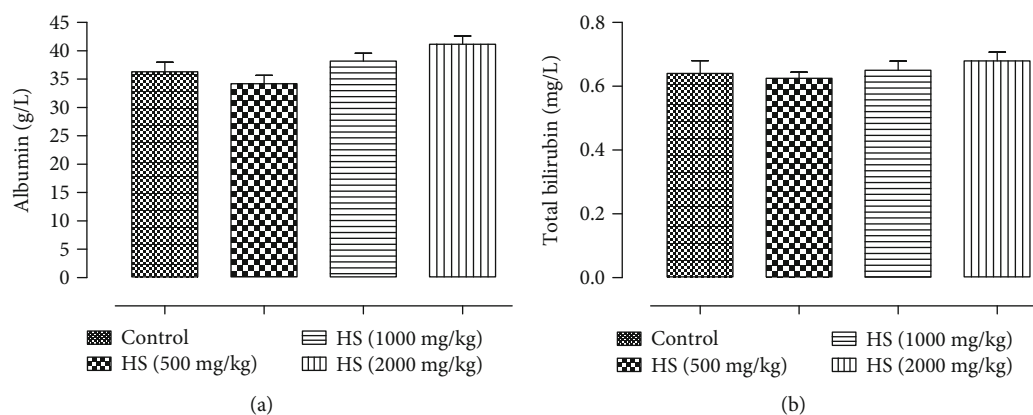 Albumin (g/L)
45
40
35
30
25
20
15
10
5
0
Control
HS (500 mg/kg)
HS (1000 mg/kg)
HS (2000 mg/kg)
(a)
Total bilirubin (mg/L)
0.8
0.6
0.4
0.2
0.0
Control
HS (500 mg/kg)
HS (1000 mg/kg)
HS (2000 mg/kg)
(b)